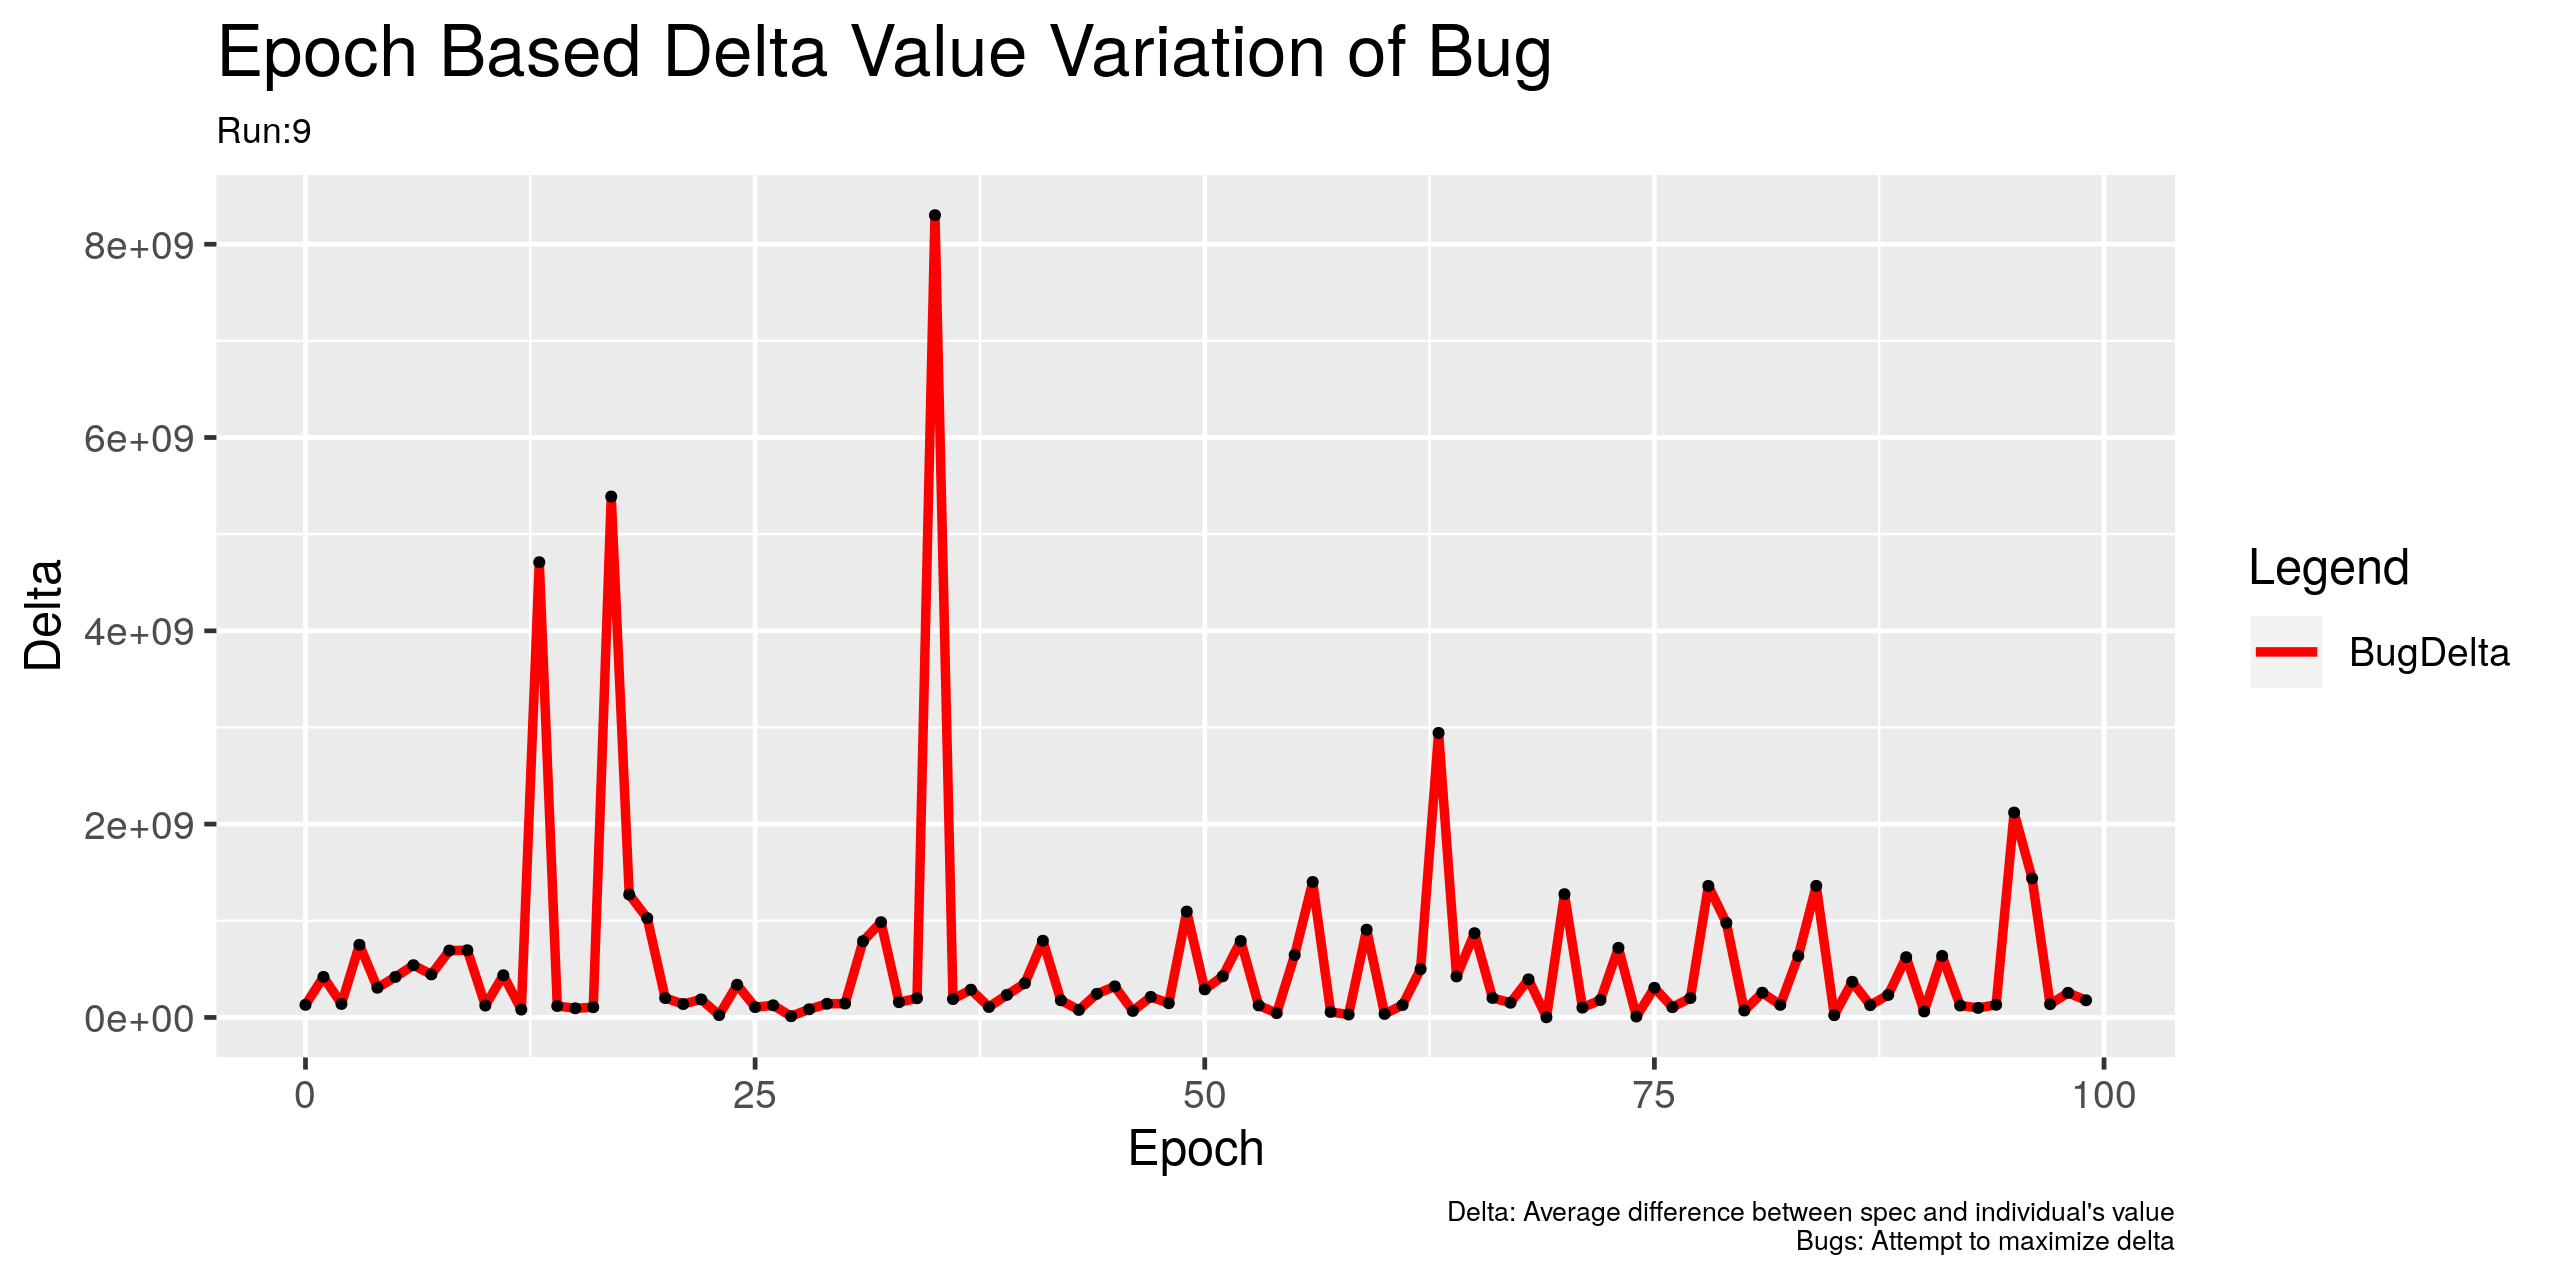 Epoch Based Delta Value Variation of Bug
Run:9
8e+09
6e+09
4e+09
2e+09
0e+00
Delta
0 25 50 75 100
Epoch
Legend
BugDelta
Delta: Average difference between spec and individual's value
Bugs: Attempt to maximize delta